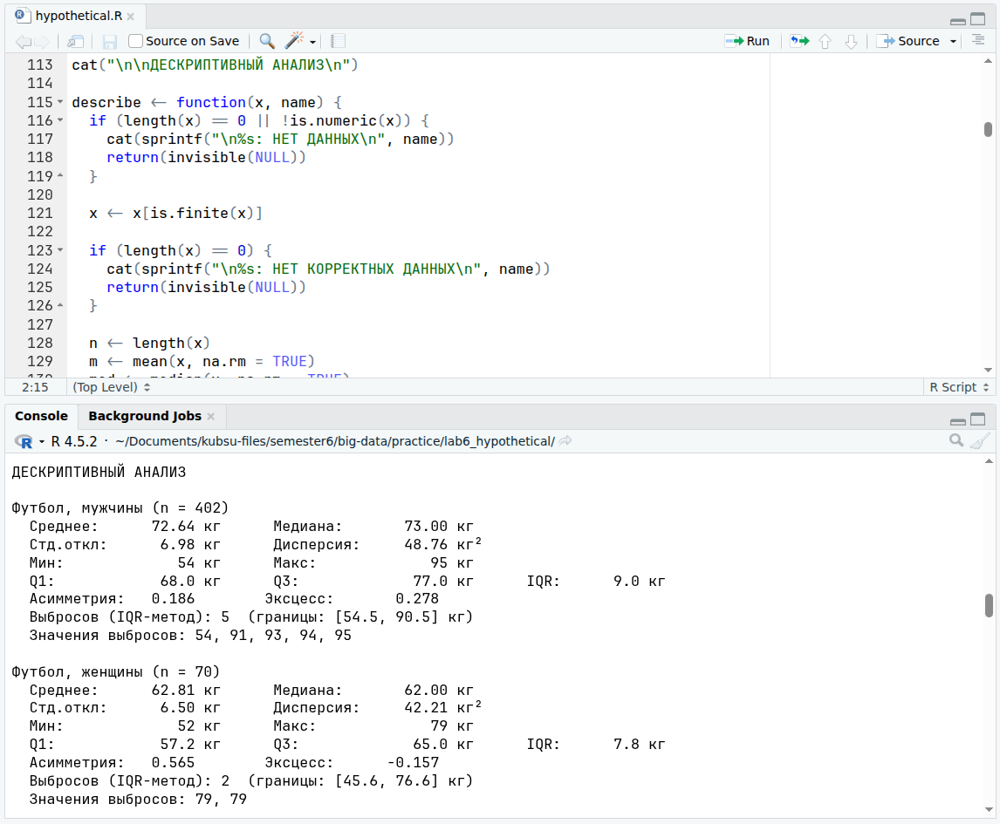 hypothetical.R
Source on Save Run Source
113 cat("\n\nДЕСКРИПТИВНЫЙ АНАЛИЗ\n")
114
115 describe <- function(x, name) {
116 if (length(x) == 0 || !is.numeric(x)) {
117 cat(sprintf("\n%s: НЕТ ДАННЫХ\n", name))
118 return(invisible(NULL))
119 }
120
121 x <- x[is.finite(x)]
122
123 if (length(x) == 0) {
124 cat(sprintf("\n%s: НЕТ КОРРЕКТНЫХ ДАННЫХ\n", name))
125 return(invisible(NULL))
126 }
127
128 n <- length(x)
129 m <- mean(x, na.rm = TRUE)
2:15 (Top Level) R Script
Console Background Jobs
R 4.5.2 · ~/Documents/kubsu-files/semester6/big-data/practice/lab6_hypothetical/
ДЕСКРИПТИВНЫЙ АНАЛИЗ
Футбол, мужчины (n = 402)
Среднее: 72.64 кг Медиана: 73.00 кг
Стд.откл: 6.98 кг Дисперсия: 48.76 кг²
Мин: 54 кг Макс: 95 кг
Q1: 68.0 кг Q3: 77.0 кг IQR: 9.0 кг
Асимметрия: 0.186 Эксцесс: 0.278
Выбросов (IQR-метод): 5 (границы: [54.5, 90.5] кг)
Значения выбросов: 54, 91, 93, 94, 95
Футбол, женщины (n = 70)
Среднее: 62.81 кг Медиана: 62.00 кг
Стд.откл: 6.50 кг Дисперсия: 42.21 кг²
Мин: 52 кг Макс: 79 кг
Q1: 57.2 кг Q3: 65.0 кг IQR: 7.8 кг
Асимметрия: 0.565 Эксцесс: -0.157
Выбросов (IQR-метод): 2 (границы: [45.6, 76.6] кг)
Значения выбросов: 79, 79